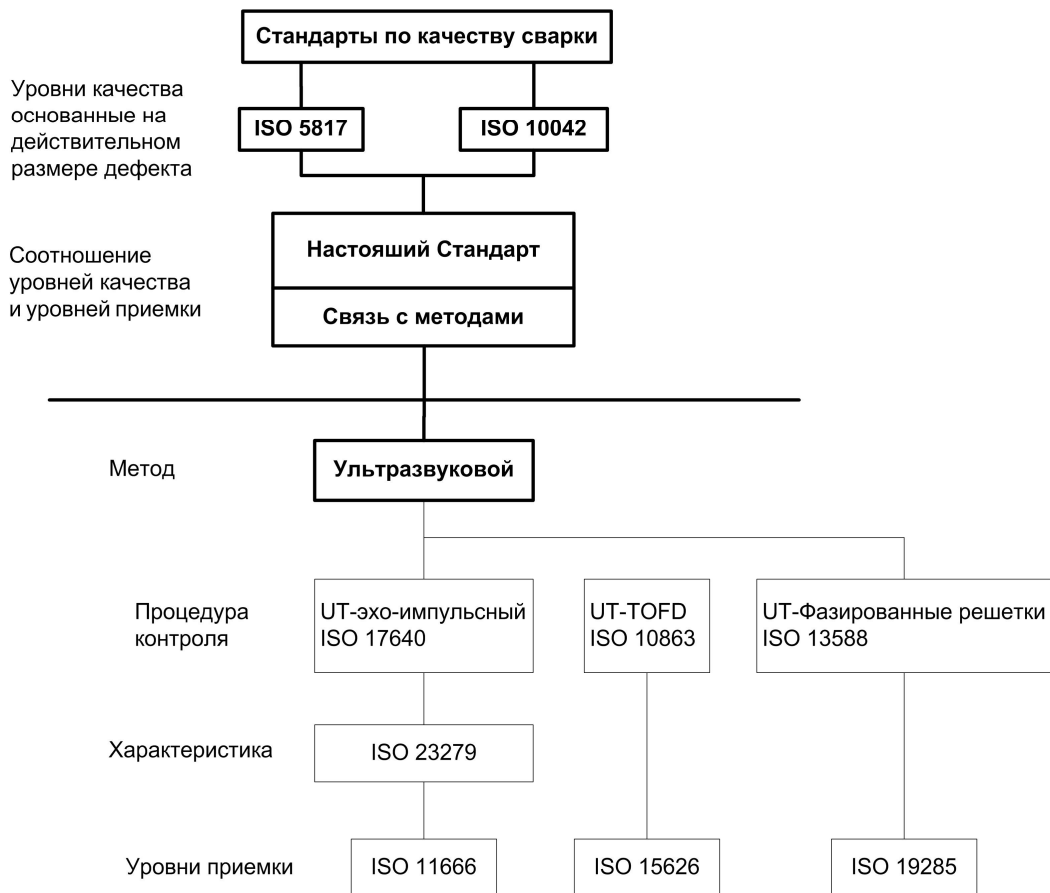 Стандарты по качеству сварки
Уровни качества
основанные на
действительном
размере дефекта
ISO 5817
ISO 10042
Соотношение
уровней качества
и уровней приемки
Настояший Стандарт
Связь с методами
Метод
Ультразвуковой
Процедура
контроля
UT-эхо-импульсный
ISO 17640
UT-TOFD
ISO 10863
UT-Фазированные решетки
ISO 13588
Характеристика
ISO 23279
Уровни приемки
ISO 11666
ISO 15626
ISO 19285